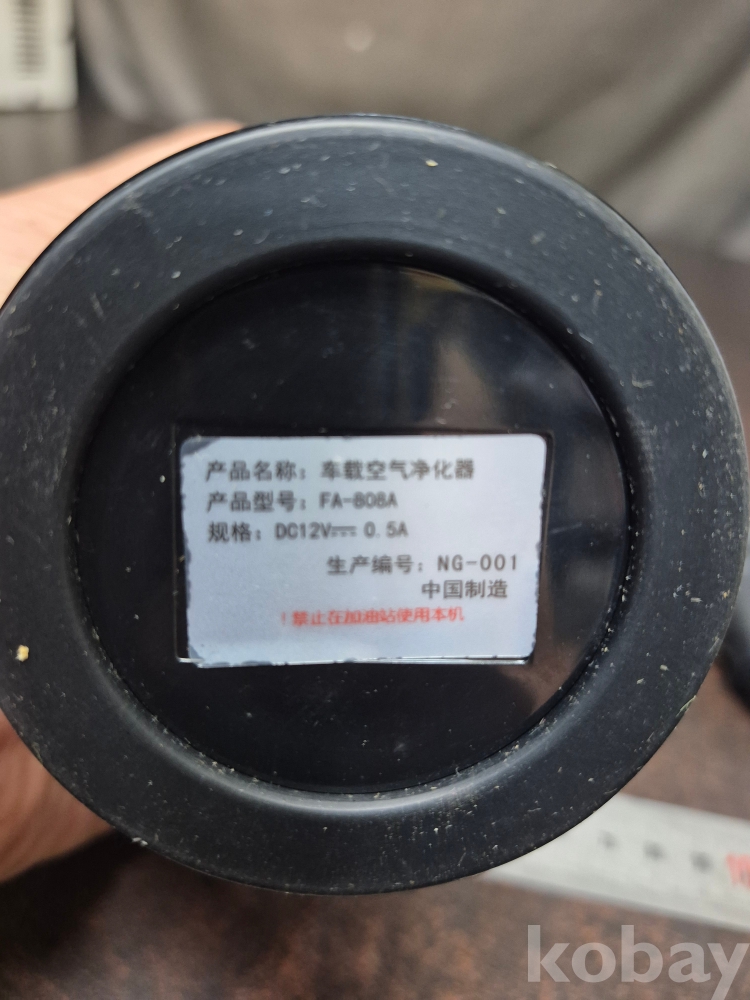 产品名称：车载空气净化器
产品型号：FA-808A
规格：DC12V⎓ 0.5A
生产编号：NG-001
中国制造
!禁止在加油站使用本机
kobay